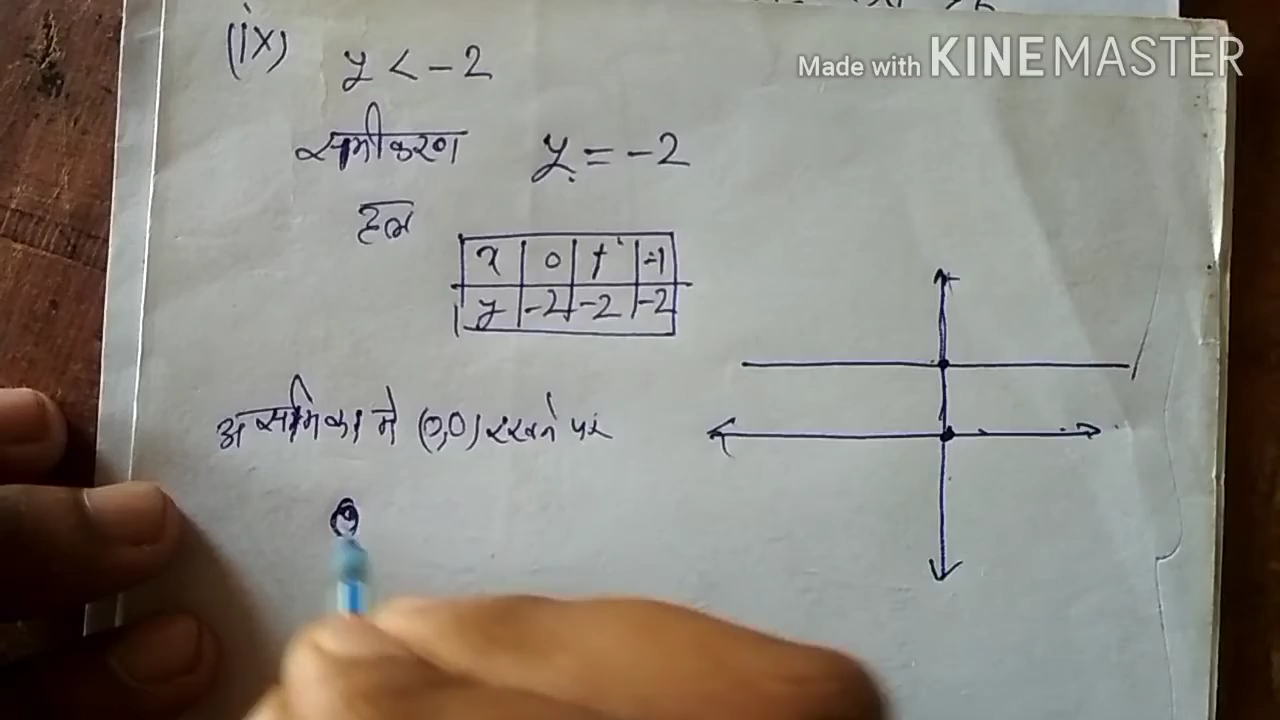 Made with KINEMASTER
(ix) y < -2
समीकरण y = -2
हल
x 0 1 -1
y -2 -2 -2
असमिका मे (0,0) रखने पर